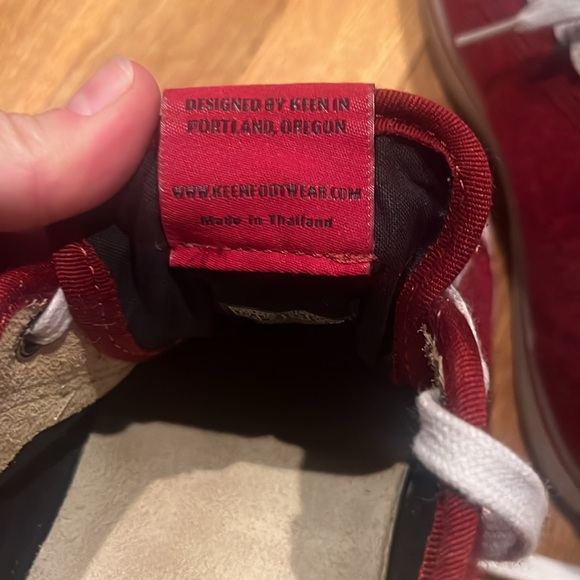 DESIGNED BY KEEN IN
PORTLAND, OREGON
WWW.KEENFOOTWEAR.COM
Made in Thailand